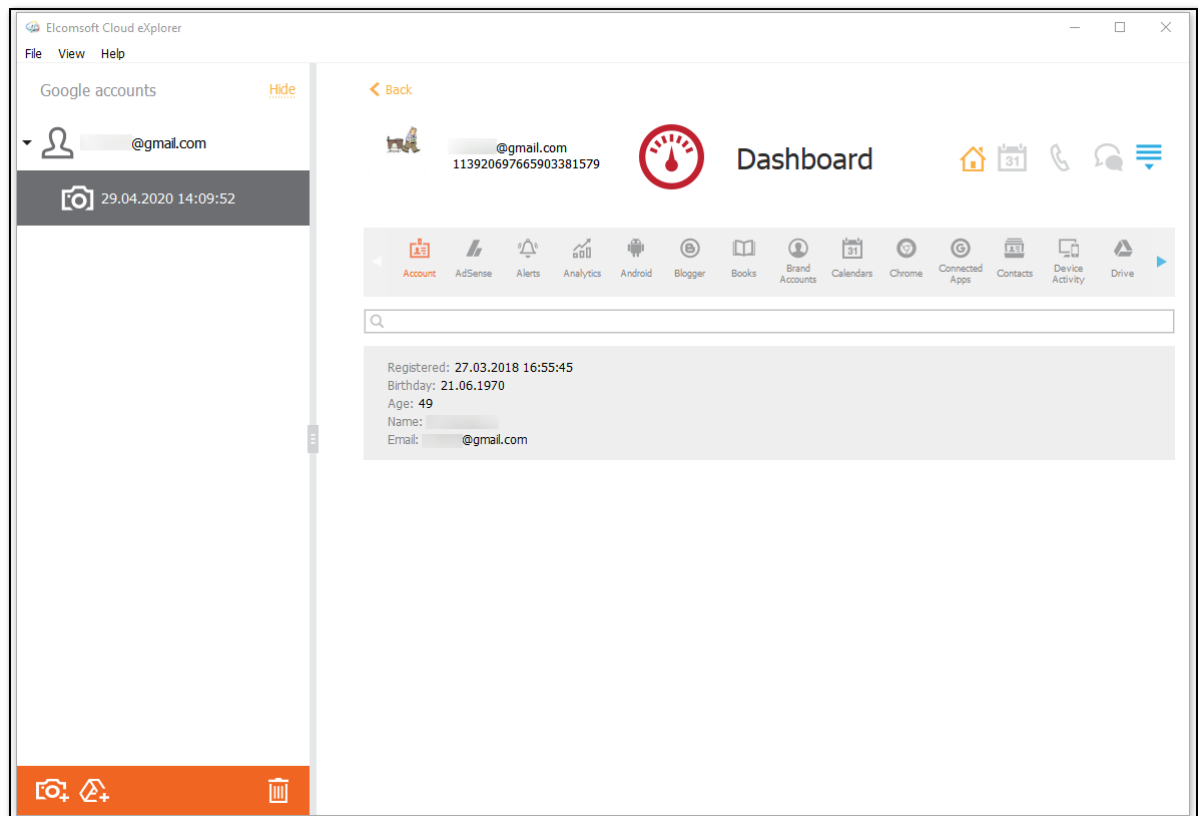 Elcomsoft Cloud eXplorer
File View Help
Google accounts Hide
@gmail.com
29.04.2020 14:09:52
Back
@gmail.com
113920697665903381579
Dashboard
31
Account AdSense Alerts Analytics Android Blogger Books Brand Accounts Calendars Chrome Connected Apps Contacts Device Activity Drive
Registered: 27.03.2018 16:55:45
Birthday: 21.06.1970
Age: 49
Name:
Email: @gmail.com